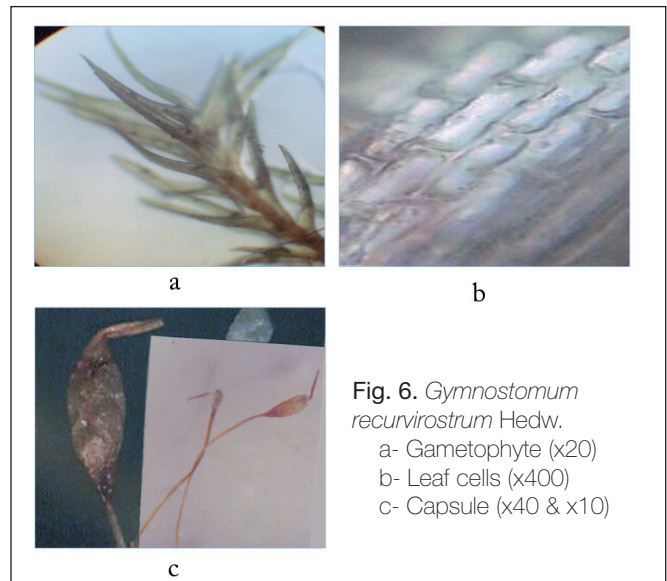 a
b
c
Fig. 6. Gymnostomum
recurvirostrum Hedw.
a- Gametophyte (x20)
b- Leaf cells (x400)
c- Capsule (x40 & x10)